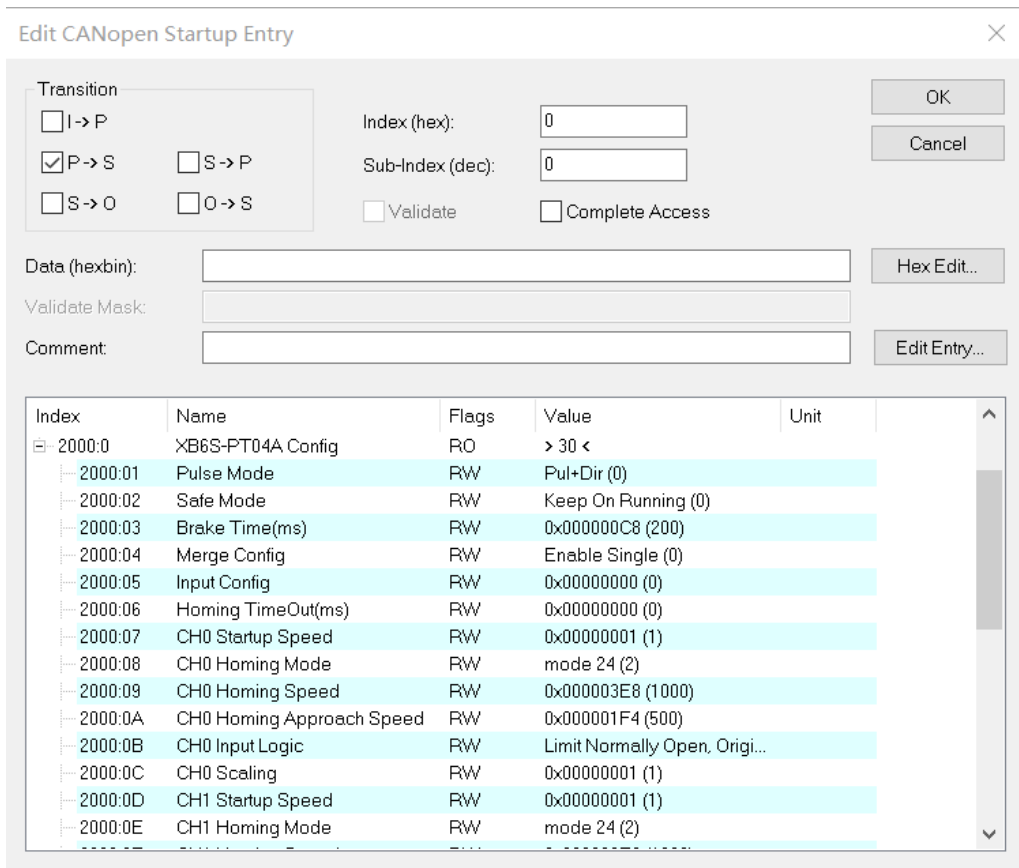 Edit CANopen Startup Entry
Transition
I -> P
P -> S
S -> P
S -> O
O -> S
Index (hex):
0
Sub-Index (dec):
0
Validate
Complete Access
OK
Cancel
Data (hexbin):
Hex Edit...
Validate Mask:
Comment:
Edit Entry...
Index Name Flags Value Unit
2000:0 XB6S-PT04A Config RO > 30 <
2000:01 Pulse Mode RW Pul+Dir (0)
2000:02 Safe Mode RW Keep On Running (0)
2000:03 Brake Time(ms) RW 0x000000C8 (200)
2000:04 Merge Config RW Enable Single (0)
2000:05 Input Config RW 0x00000000 (0)
2000:06 Homing TimeOut(ms) RW 0x00000000 (0)
2000:07 CH0 Startup Speed RW 0x00000001 (1)
2000:08 CH0 Homing Mode RW mode 24 (2)
2000:09 CH0 Homing Speed RW 0x000003E8 (1000)
2000:0A CH0 Homing Approach Speed RW 0x000001F4 (500)
2000:0B CH0 Input Logic RW Limit Normally Open, Origi...
2000:0C CH0 Scaling RW 0x00000001 (1)
2000:0D CH1 Startup Speed RW 0x00000001 (1)
2000:0E CH1 Homing Mode RW mode 24 (2)